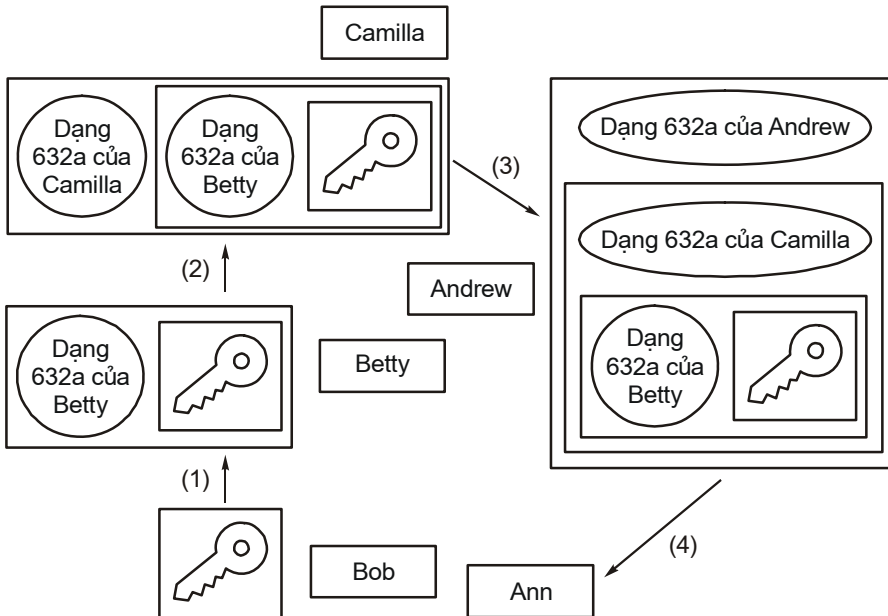 Camilla
Dạng
632a của
Camilla
Dạng
632a của
Betty
(3)
Dạng 632a của Andrew
Dạng 632a của Camilla
Dạng
632a của
Betty
(2)
Andrew
Dạng
632a của
Betty
Betty
(1)
Bob
Ann
(4)